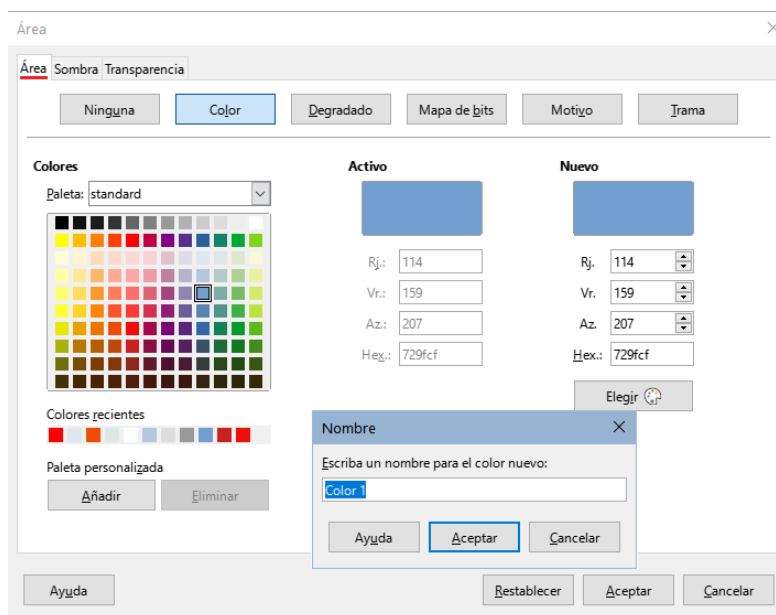 Área
Área Sombra Transparencia
Ninguna Color Degradado Mapa de bits Motivo Trama
Colores Activo Nuevo
Paleta: standard
Rj.: 114 Rj. 114
Vr.: 159 Vr. 159
Az.: 207 Az. 207
Hex.: 729fcf Hex.: 729fcf
Elegir
Colores recientes
Nombre
Escriba un nombre para el color nuevo:
Color 1
Ayuda Aceptar Cancelar
Paleta personalizada
Añadir Eliminar
Ayuda Restablecer Aceptar Cancelar